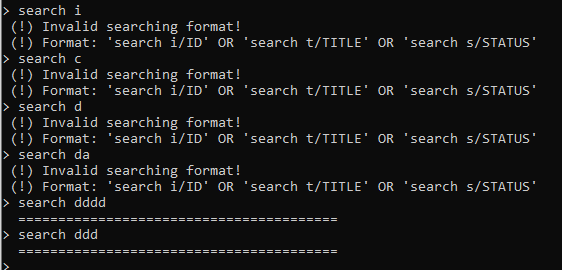 > search i
(!) Invalid searching format!
(!) Format: 'search i/ID' OR 'search t/TITLE' OR 'search s/STATUS'
> search c
(!) Invalid searching format!
(!) Format: 'search i/ID' OR 'search t/TITLE' OR 'search s/STATUS'
> search d
(!) Invalid searching format!
(!) Format: 'search i/ID' OR 'search t/TITLE' OR 'search s/STATUS'
> search da
(!) Invalid searching format!
(!) Format: 'search i/ID' OR 'search t/TITLE' OR 'search s/STATUS'
> search dddd
========================================
> search ddd
========================================
>